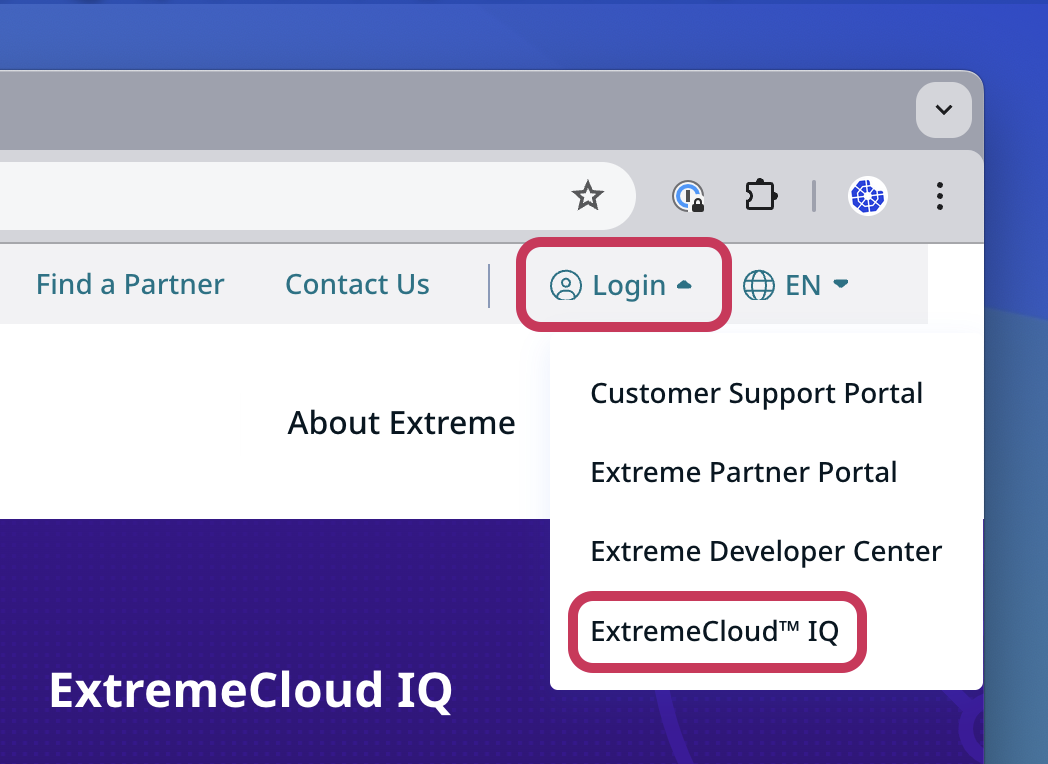 Find a Partner
Contact Us
Login
EN
About Extreme
Customer Support Portal
Extreme Partner Portal
Extreme Developer Center
ExtremeCloud™ IQ
ExtremeCloud IQ